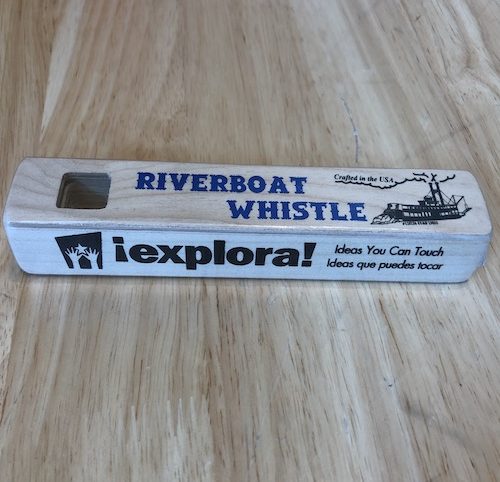 RIVERBOAT
WHISTLE
Crafted in the USA
¡explora!
Ideas You Can Touch
Ideas que puedes tocar